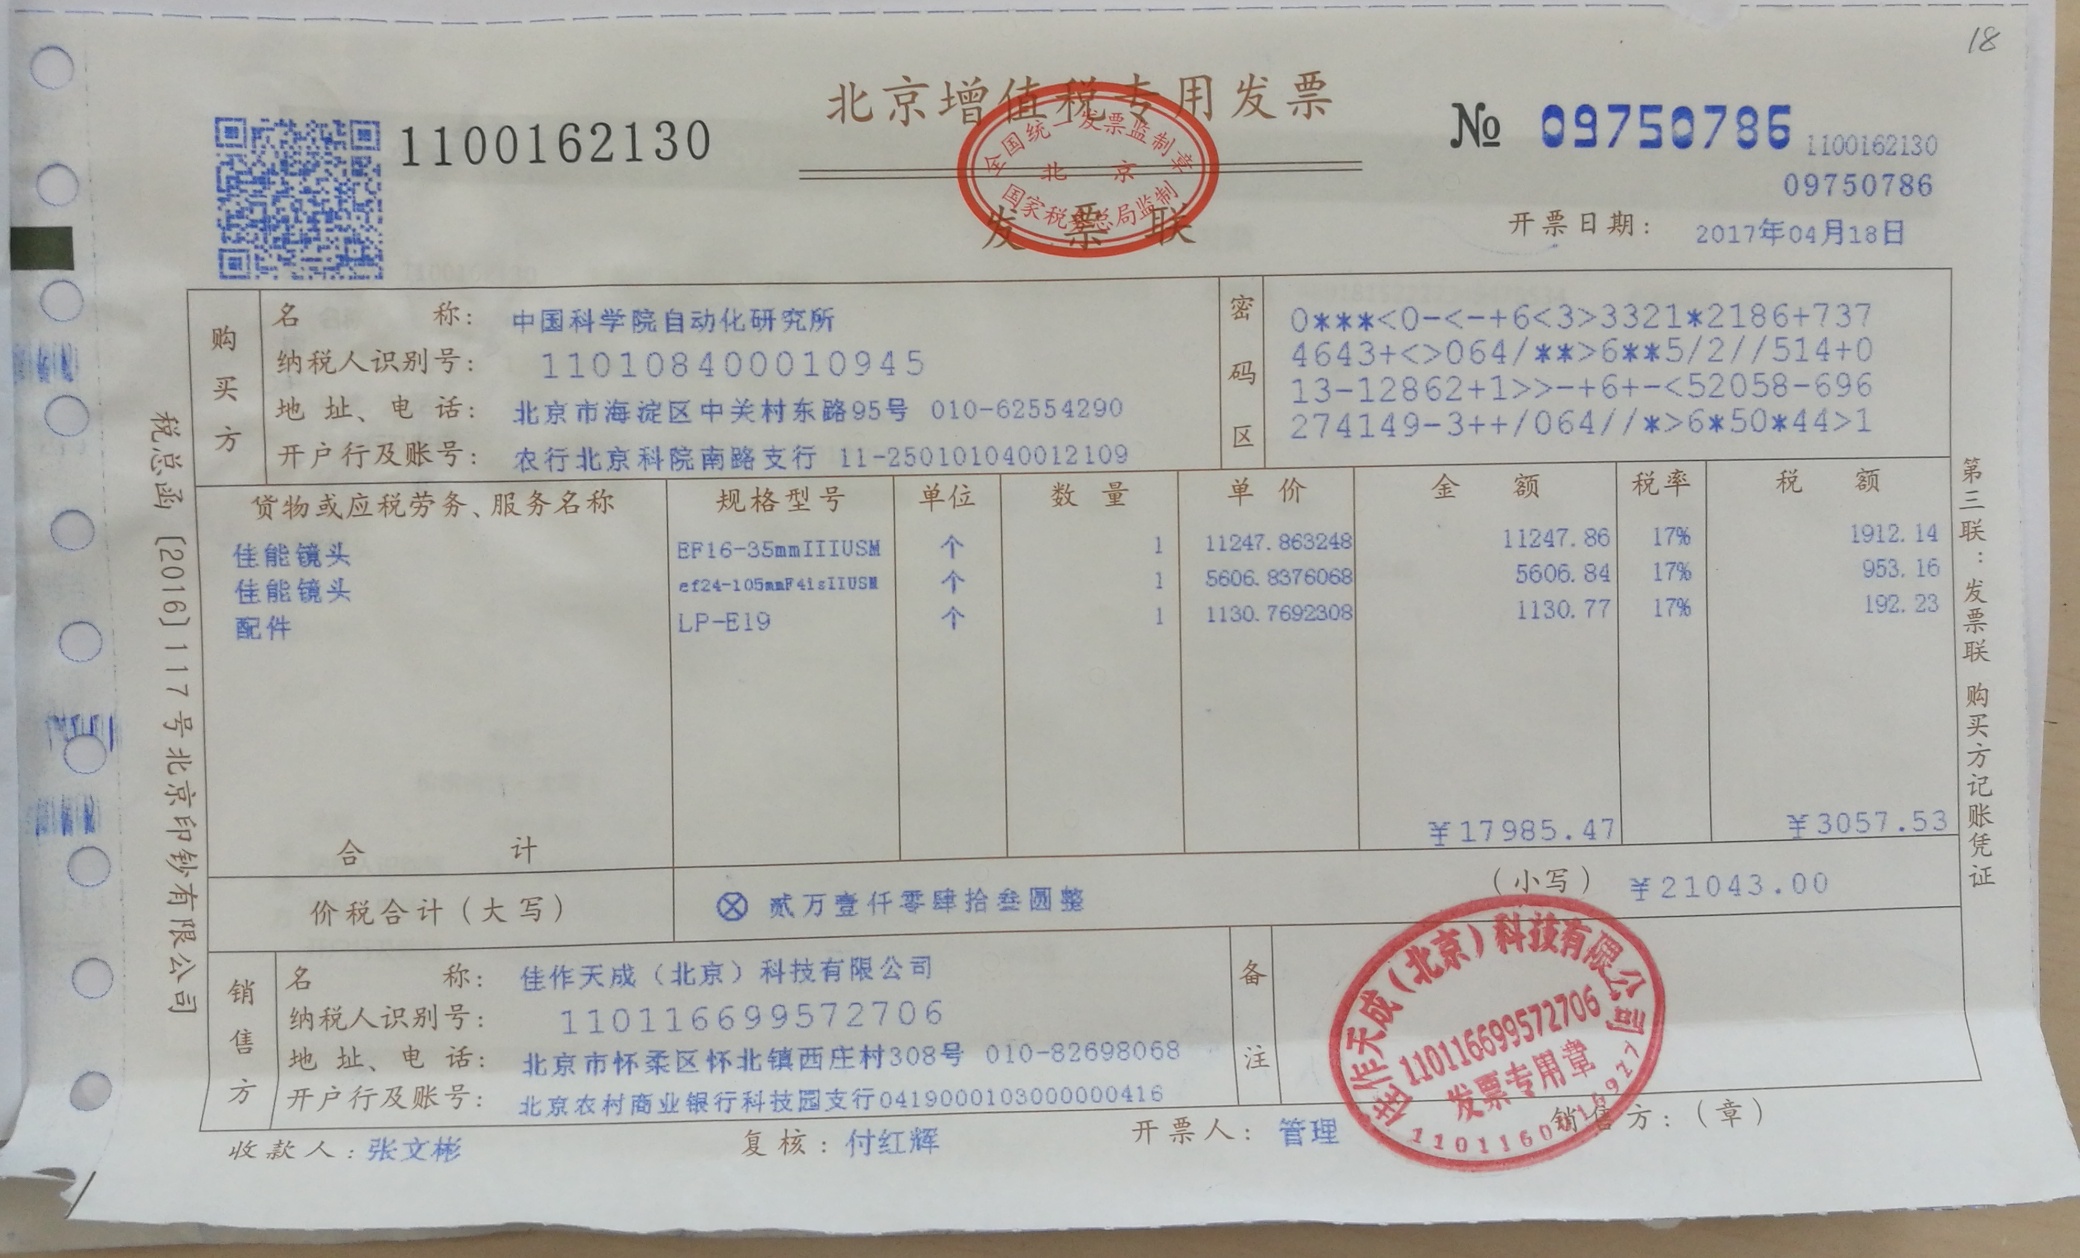 18
北京增值税专用发票
1100162130
№ 09750786
1100162130
09750786
全国统一发票监制章
北 京
国家税务总局监制
发 票 联
开票日期: 2017年04月18日
购买方
名 称: 中国科学院自动化研究所
纳税人识别号: 110108400010945
地 址、电 话: 北京市海淀区中关村东路95号 010-62554290
开户行及账号: 农行北京科院南路支行 11-250101040012109
密码区
0***<0-<-+6<3>3321*2186+737
4643+<>064/**>6**5/2//514+0
13-12862+1>>-+6+-<52058-696
274149-3++/064//*>6*50*44>1
货物或应税劳务、服务名称 规格型号 单位 数 量 单 价 金 额 税率 税 额
佳能镜头 EF16-35mmIIIUSM 个 1 11247.863248 11247.86 17% 1912.14
佳能镜头 ef24-105mmF4isIIUSM 个 1 5606.8376068 5606.84 17% 953.16
配件 LP-E19 个 1 1130.7692308 1130.77 17% 192.23
合 计 ¥17985.47 ¥3057.53
价税合计(大写) ⊗ 贰万壹仟零肆拾叁圆整 (小写) ¥21043.00
销售方
名 称: 佳作天成（北京）科技有限公司
纳税人识别号: 110116699572706
地 址、电 话: 北京市怀柔区怀北镇西庄村308号 010-82698068
开户行及账号: 北京农村商业银行科技园支行0419000103000000416
备注
佳作天成(北京)科技有限公司
110116699572706
发票专用章
收款人: 张文彬 复核: 付红辉 开票人: 管理 销售方:(章)
税总函〔2016〕117号北京印钞有限公司
第三联:发票联 购买方记账凭证